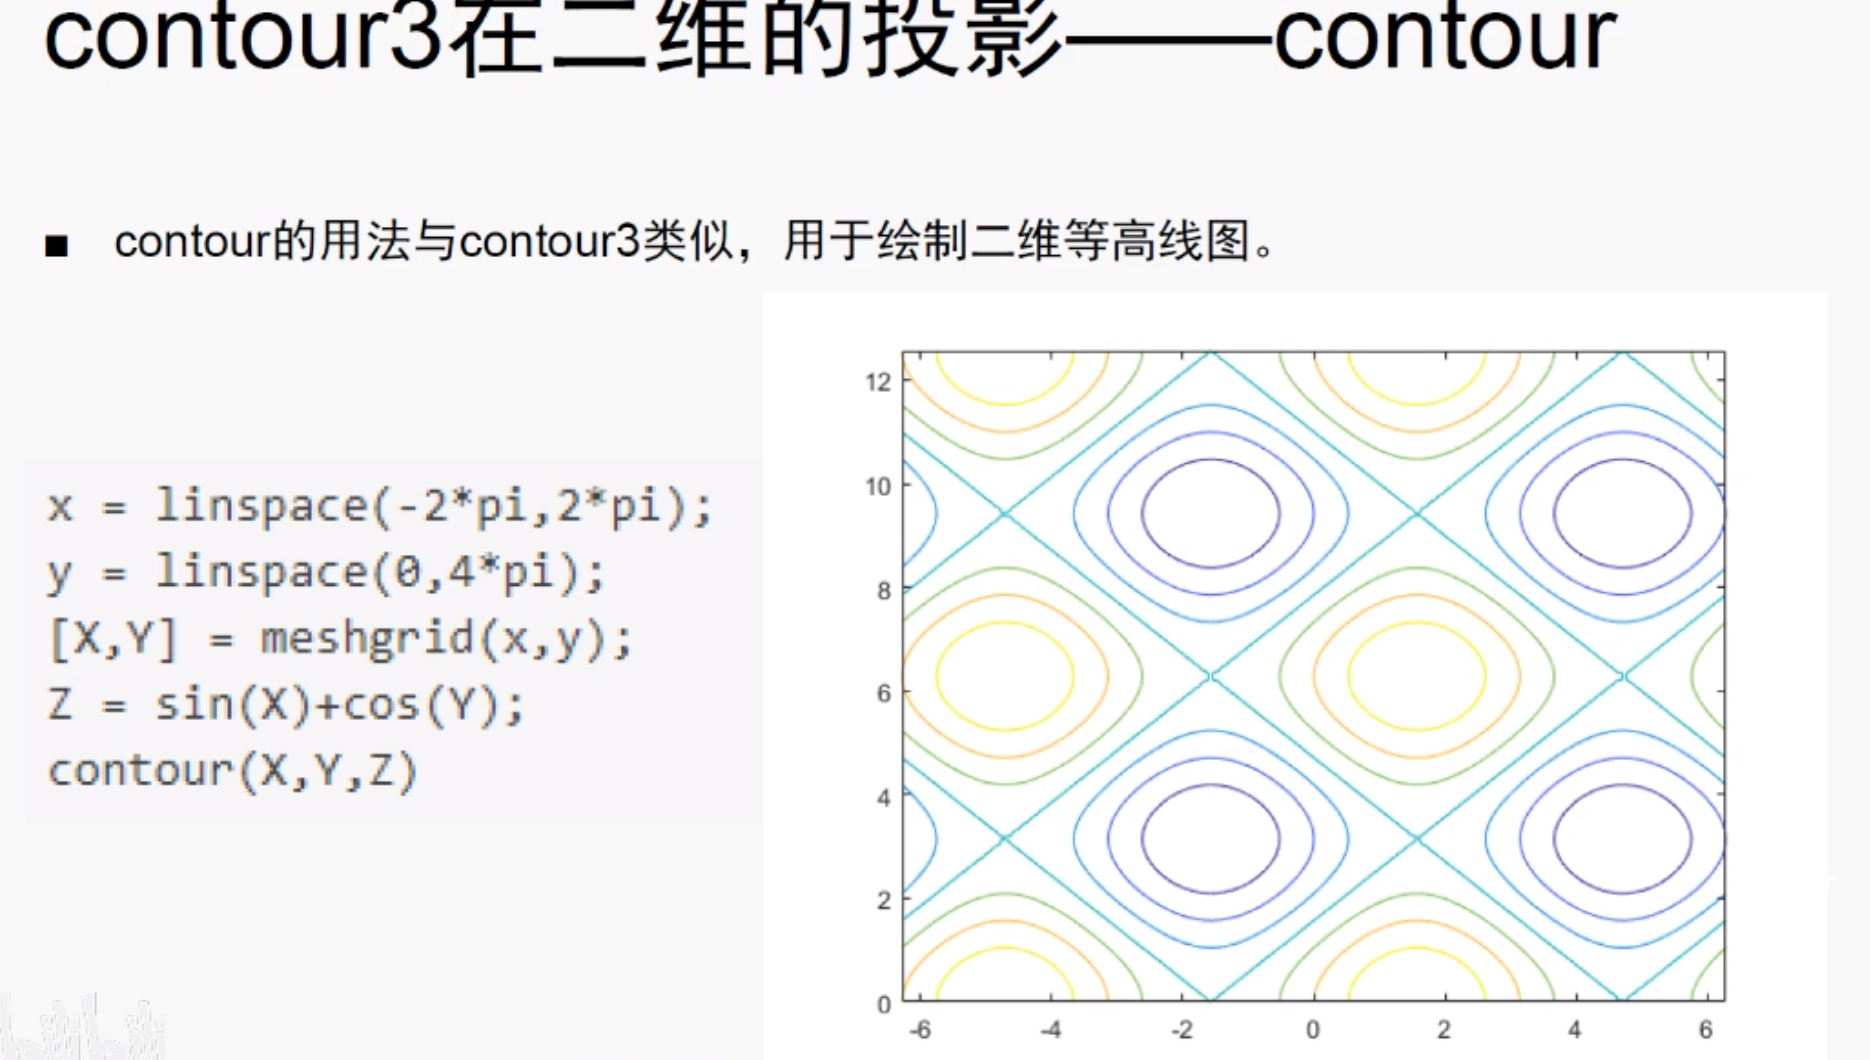 contour3在二维的投影——contour
■ contour的用法与contour3类似，用于绘制二维等高线图。
x = linspace(-2*pi,2*pi);
y = linspace(0,4*pi);
[X,Y] = meshgrid(x,y);
Z = sin(X)+cos(Y);
contour(X,Y,Z)
12
10
8
6
4
2
0
-6 -4 -2 0 2 4 6
bilibili